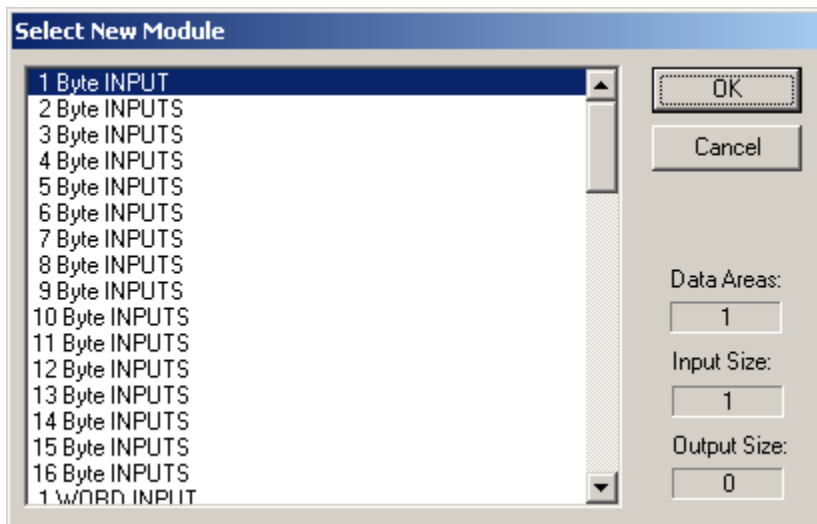 Select New Module
1 Byte INPUT
2 Byte INPUTS
3 Byte INPUTS
4 Byte INPUTS
5 Byte INPUTS
6 Byte INPUTS
7 Byte INPUTS
8 Byte INPUTS
9 Byte INPUTS
10 Byte INPUTS
11 Byte INPUTS
12 Byte INPUTS
13 Byte INPUTS
14 Byte INPUTS
15 Byte INPUTS
16 Byte INPUTS
1 WORD INPUT
OK
Cancel
Data Areas:
1
Input Size:
1
Output Size:
0